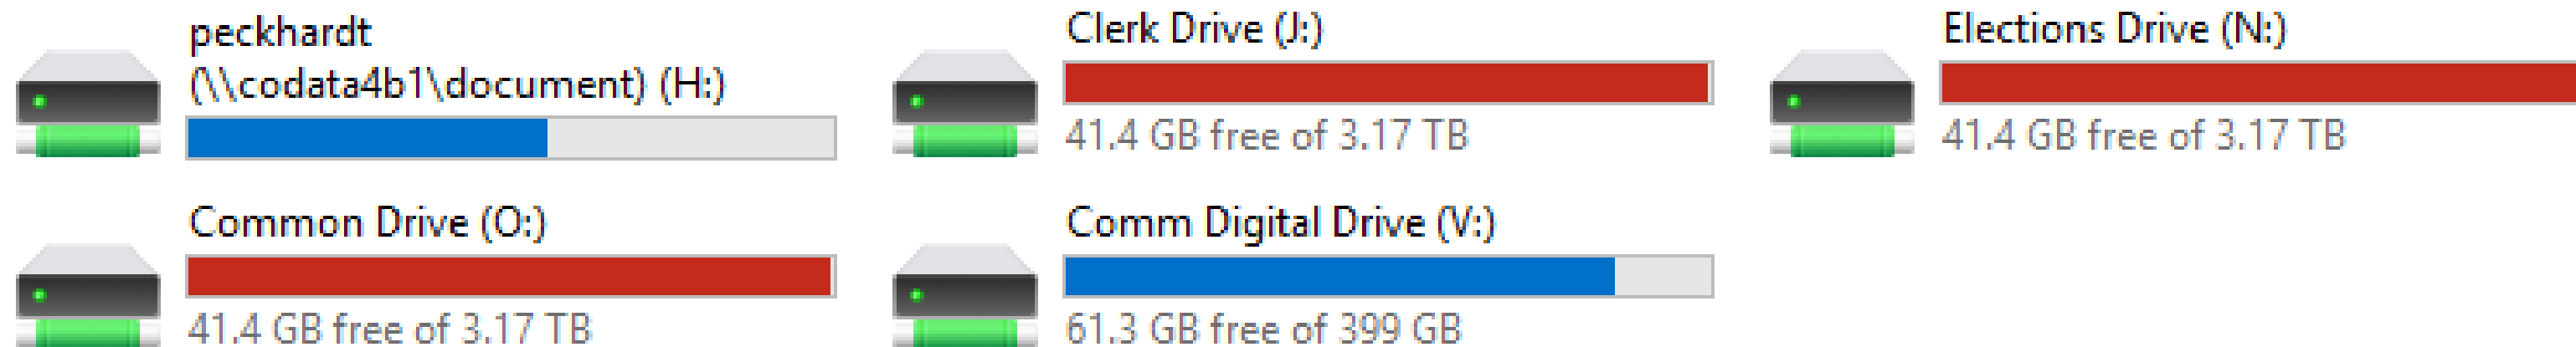 peckhardt
(\\codata4b1\document) (H:)
Clerk Drive (J:)
41.4 GB free of 3.17 TB
Elections Drive (N:)
41.4 GB free of 3.17 TB
Common Drive (O:)
41.4 GB free of 3.17 TB
Comm Digital Drive (V:)
61.3 GB free of 399 GB